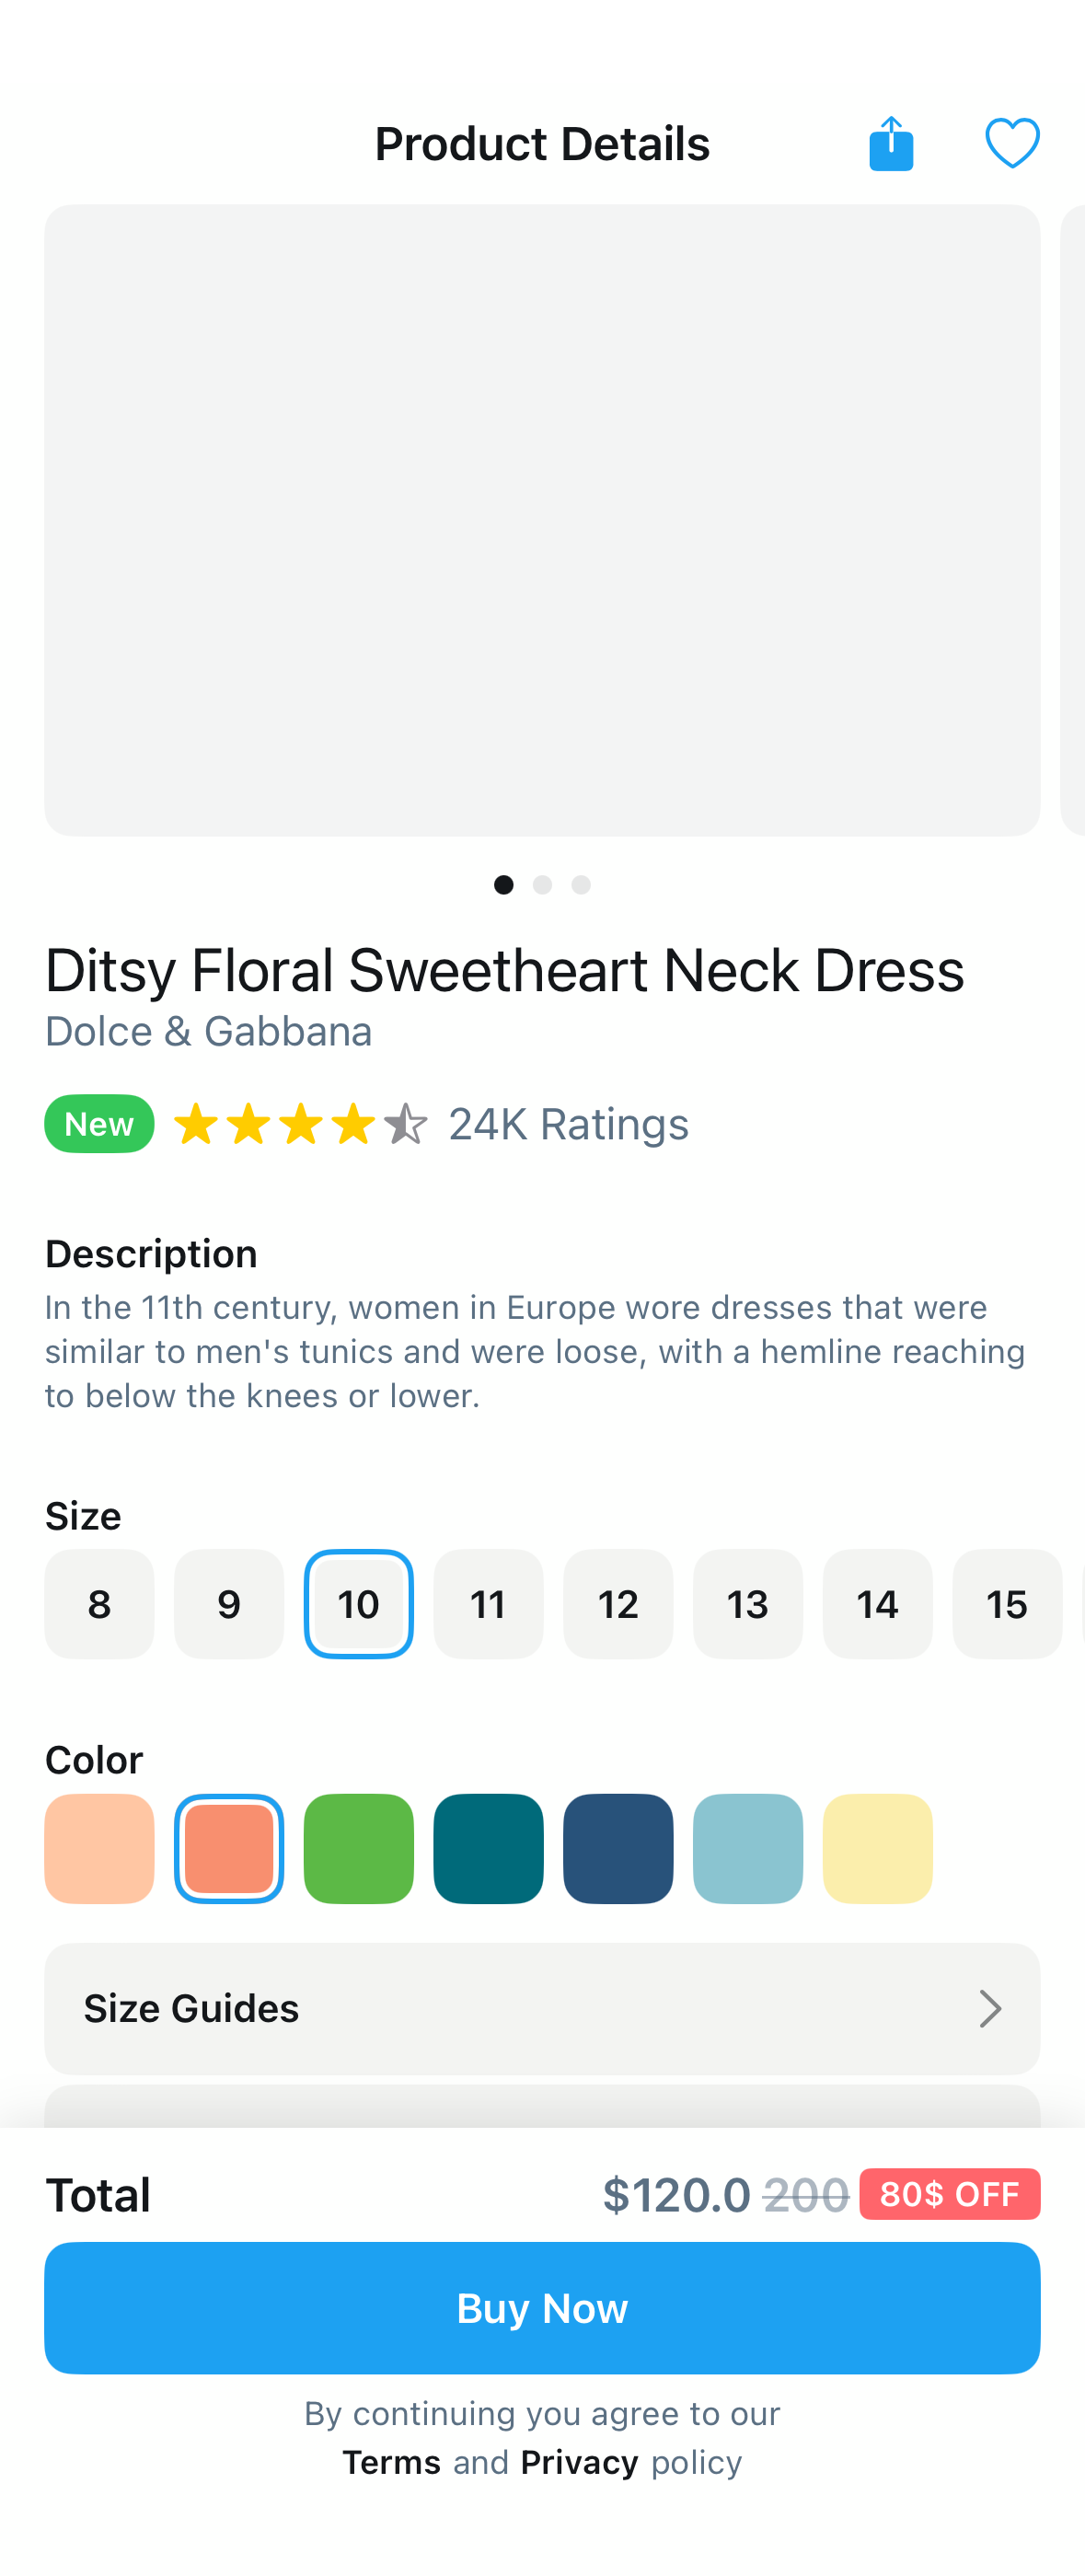 Product Details
Ditsy Floral Sweetheart Neck Dress
Dolce & Gabbana
New 24K Ratings
Description
In the 11th century, women in Europe wore dresses that were
similar to men's tunics and were loose, with a hemline reaching
to below the knees or lower.
Size
8 9 10 11 12 13 14 15
Color
Size Guides
Total $120.0 200 80$ OFF
Buy Now
By continuing you agree to our
Terms and Privacy policy